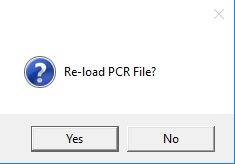 Re-load PCR File?
Yes No